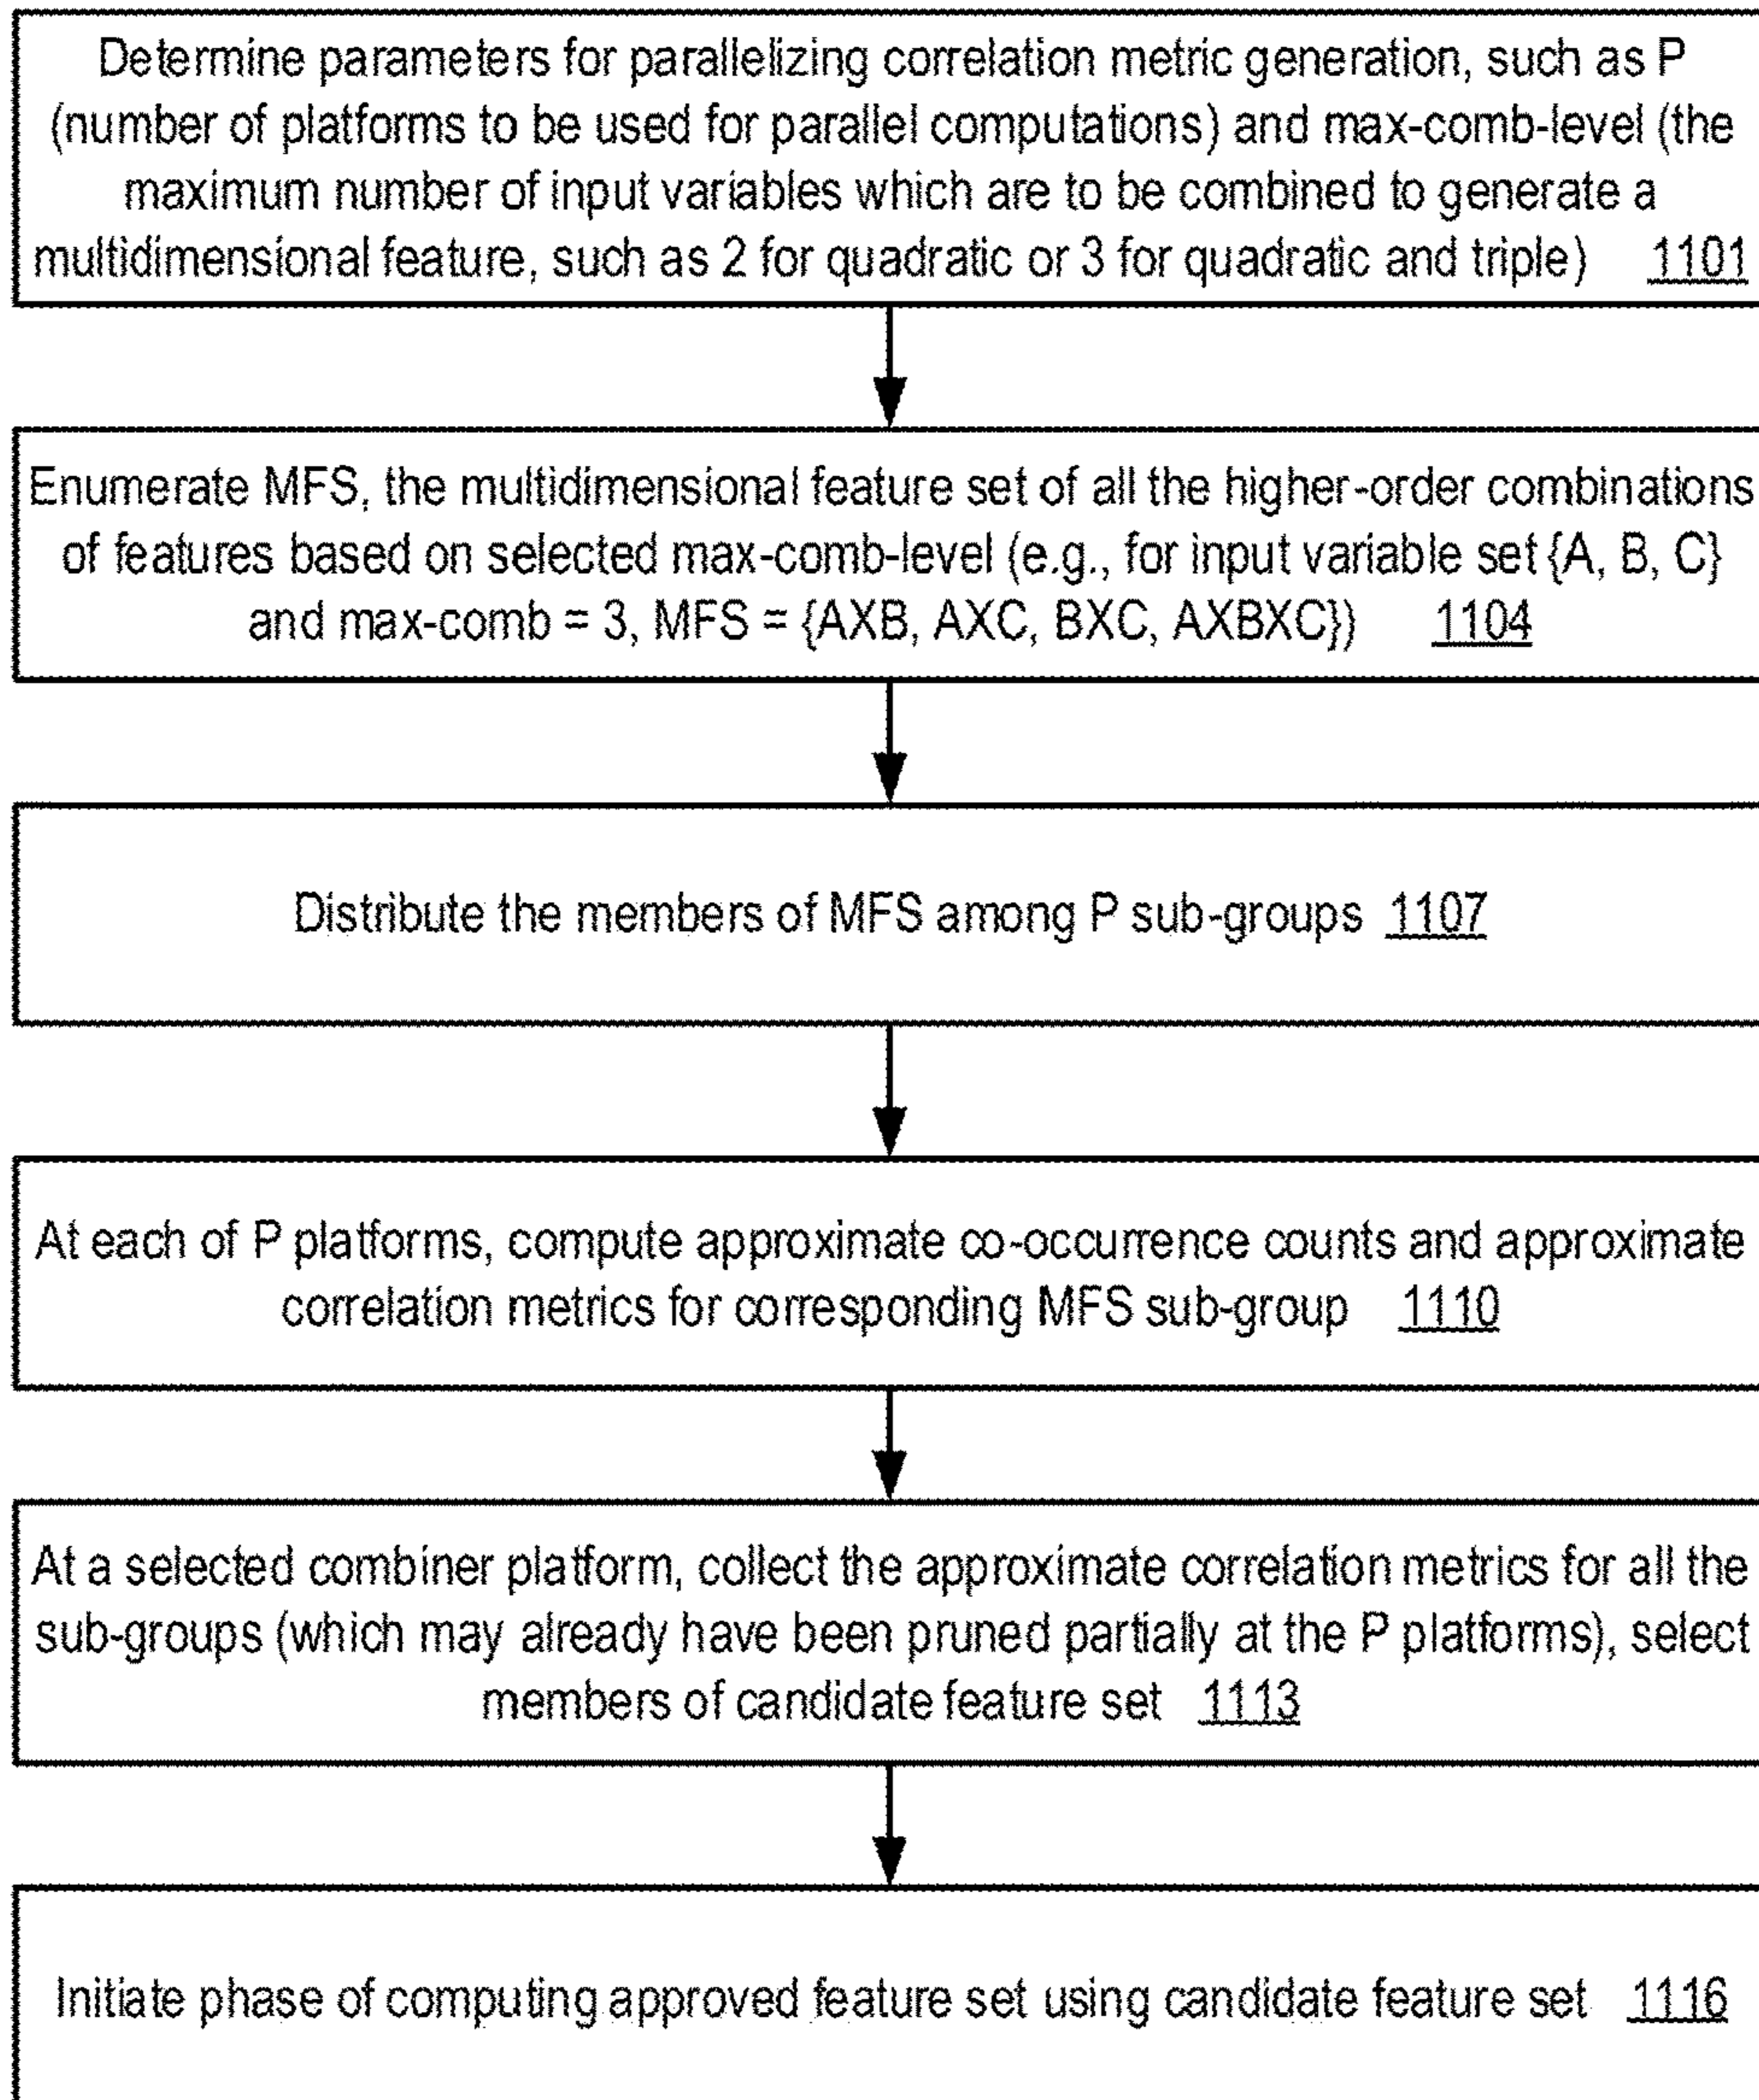 Determine parameters for parallelizing correlation metric generation, such as P
(number of platforms to be used for parallel computations) and max-comb-level (the
maximum number of input variables which are to be combined to generate a
multidimensional feature, such as 2 for quadratic or 3 for quadratic and triple) 1101
Enumerate MFS, the multidimensional feature set of all the higher-order combinations
of features based on selected max-comb-level (e.g., for input variable set {A, B, C}
and max-comb = 3, MFS = {AXB, AXC, BXC, AXBXC}) 1104
Distribute the members of MFS among P sub-groups 1107
At each of P platforms, compute approximate co-occurrence counts and approximate
correlation metrics for corresponding MFS sub-group 1110
At a selected combiner platform, collect the approximate correlation metrics for all the
sub-groups (which may already have been pruned partially at the P platforms), select
members of candidate feature set 1113
Initiate phase of computing approved feature set using candidate feature set 1116